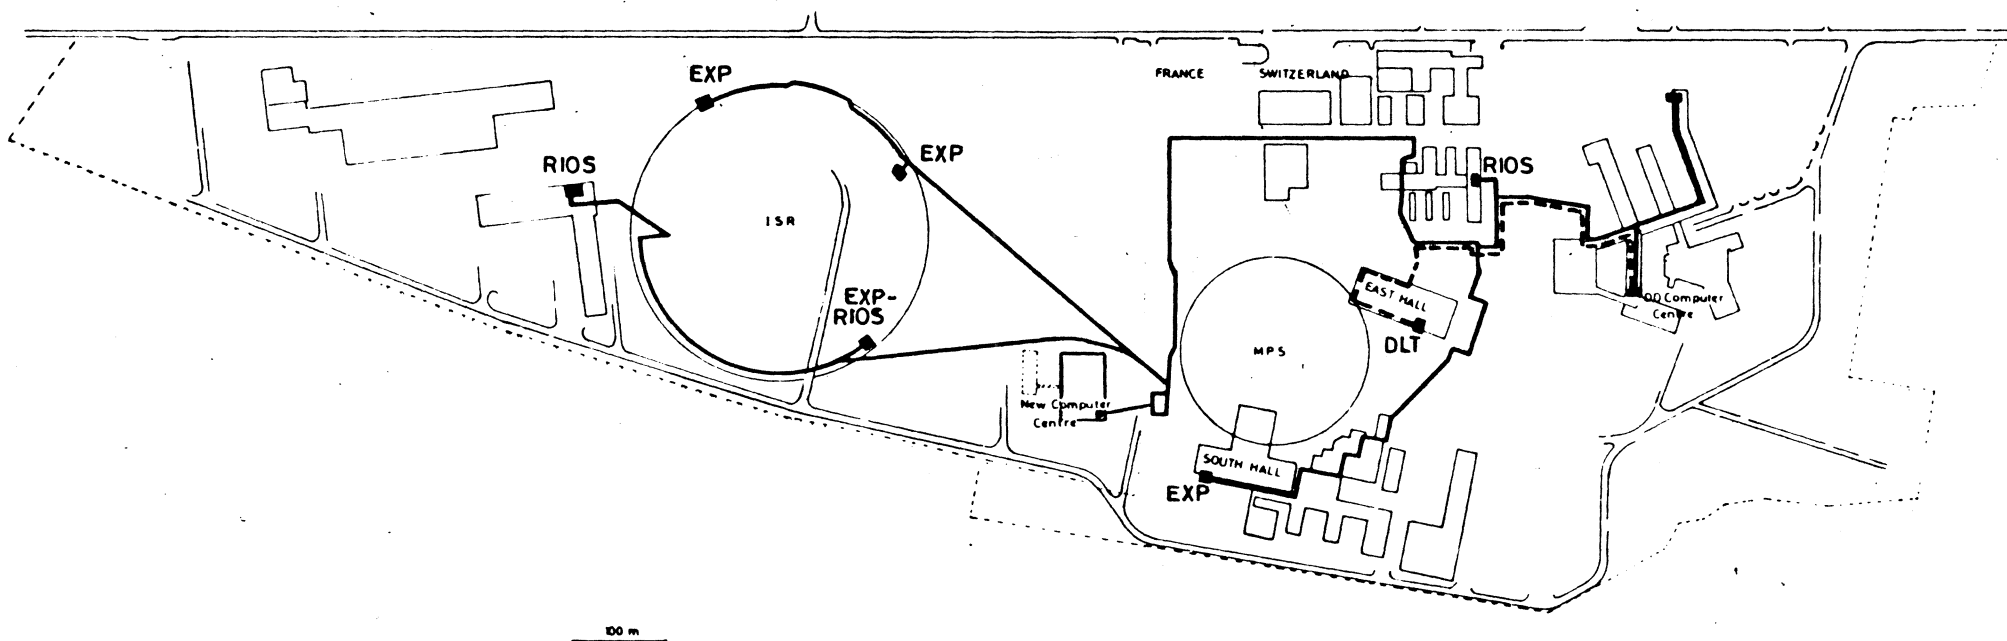 EXP
FRANCE
SWITZERLAND
EXP
RIOS
RIOS
ISR
EXP-
RIOS
EAST HALL
DD Computer
Centre
DLT
MPS
New Computer
Centre
SOUTH HALL
EXP
100 m